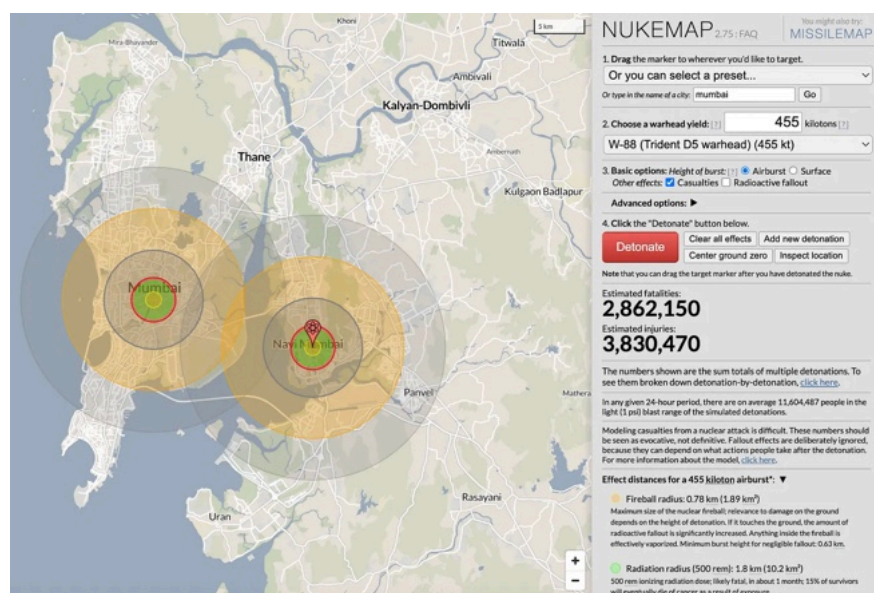 Khoni
Mira-Bhayander
Titwala
Ambivali
Kalyan-Dombivli
Thane
Ambernath
Kulgaon Badlapur
Mumbai
Navi Mumbai
Panvel
Mathera
Rasayani
Uran
5 km
+
−
NUKEMAP 2.75 : FAQ
You might also try:
MISSILEMAP
1. Drag the marker to wherever you'd like to target.
Or you can select a preset...
Or type in the name of a city: mumbai Go
2. Choose a warhead yield: [?] 455 kilotons [?]
W-88 (Trident D5 warhead) (455 kt)
3. Basic options: Height of burst: [?] Airburst Surface
Other effects: Casualties Radioactive fallout
Advanced options: ▶
4. Click the "Detonate" button below.
Detonate
Clear all effects Add new detonation
Center ground zero Inspect location
Note that you can drag the target marker after you have detonated the nuke.
Estimated fatalities:
2,862,150
Estimated injuries:
3,830,470
The numbers shown are the sum totals of multiple detonations. To
see them broken down detonation-by-detonation, click here.
In any given 24-hour period, there are on average 11,604,487 people in the
light (1 psi) blast range of the simulated detonations.
Modeling casualties from a nuclear attack is difficult. These numbers should
be seen as evocative, not definitive. Fallout effects are deliberately ignored,
because they can depend on what actions people take after the detonation.
For more information about the model, click here.
Effect distances for a 455 kiloton airburst*: ▼
Fireball radius: 0.78 km (1.89 km²)
Maximum size of the nuclear fireball; relevance to damage on the ground
depends on the height of detonation. If it touches the ground, the amount of
radioactive fallout is significantly increased. Anything inside the fireball is
effectively vaporized. Minimum burst height for negligible fallout: 0.63 km.
Radiation radius (500 rem): 1.8 km (10.2 km²)
500 rem ionizing radiation dose; likely fatal, in about 1 month; 15% of survivors
will eventually die of cancer as a result of exposure.